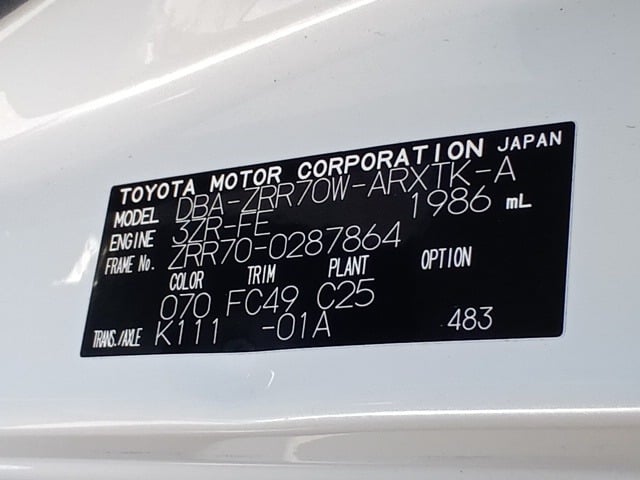 TOYOTA MOTOR CORPORATION JAPAN
MODEL DBA-ZRR70W-ARXTK-A
ENGINE 3ZR-FE 1986 mL
FRAME No. ZRR70-0287864
COLOR TRIM PLANT OPTION
070 FC49 C25
TRANS./AXLE K111 -01A 483